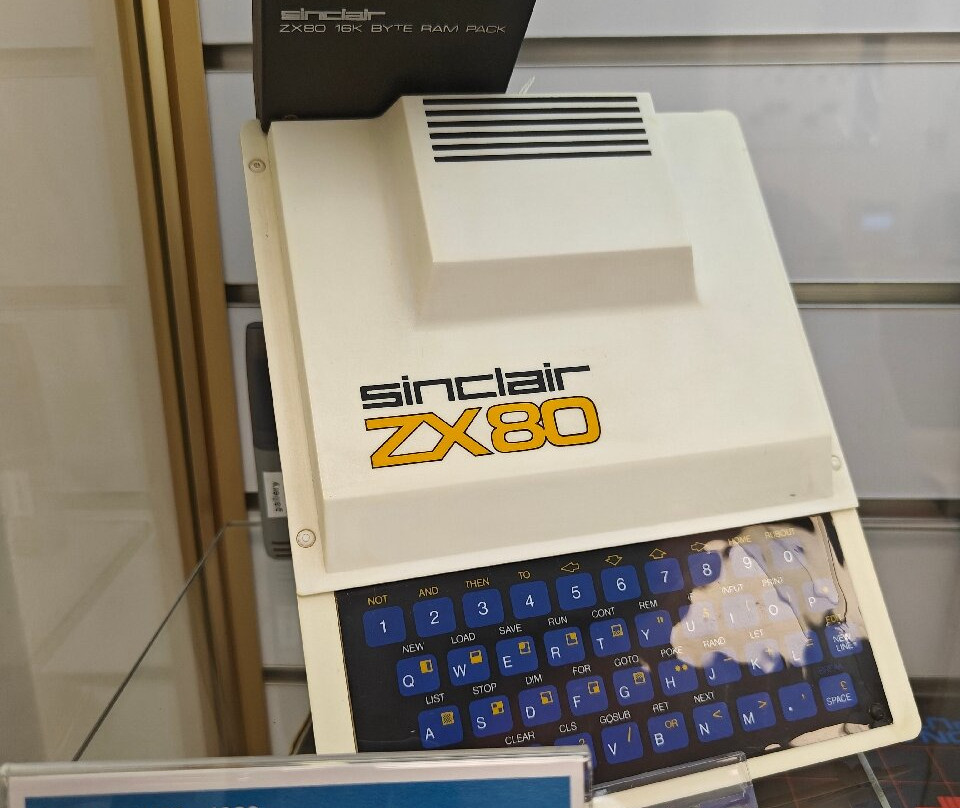 sinclair
ZX80 16K BYTE RAM PACK
sinclair
ZX80
NOT AND THEN TO HOME RUBOUT
1 2 3 4 5 6 7 8 9 0
NEW LOAD SAVE RUN CONT REM INPUT PRINT
Q W E R T Y " U I O P *
LIST STOP DIM FOR GOTO POKE RAND LET
A S D F G H ** J - K + L = NEW LINE
CLEAR CLS GOSUB RET NEXT
V / B OR N < M > . , £ SPACE